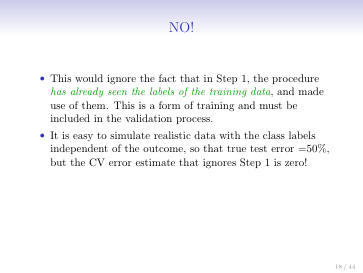 NO!
• This would ignore the fact that in Step 1, the procedure
has already seen the labels of the training data, and made
use of them. This is a form of training and must be
included in the validation process.
• It is easy to simulate realistic data with the class labels
independent of the outcome, so that true test error =50%,
but the CV error estimate that ignores Step 1 is zero!
18 / 44